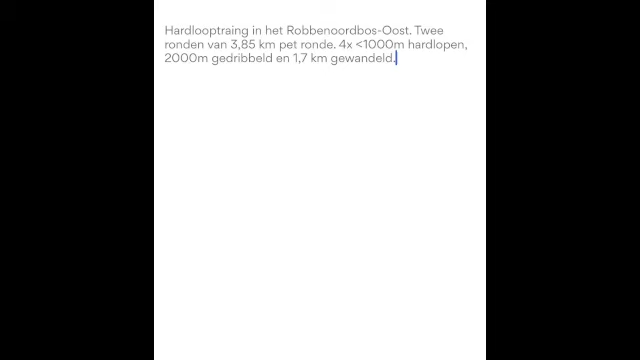 Hardlooptraing in het Robbenoordbos-Oost. Twee
ronden van 3,85 km pet ronde. 4x <1000m hardlopen,
2000m gedribbeld en 1,7 km gewandeld.